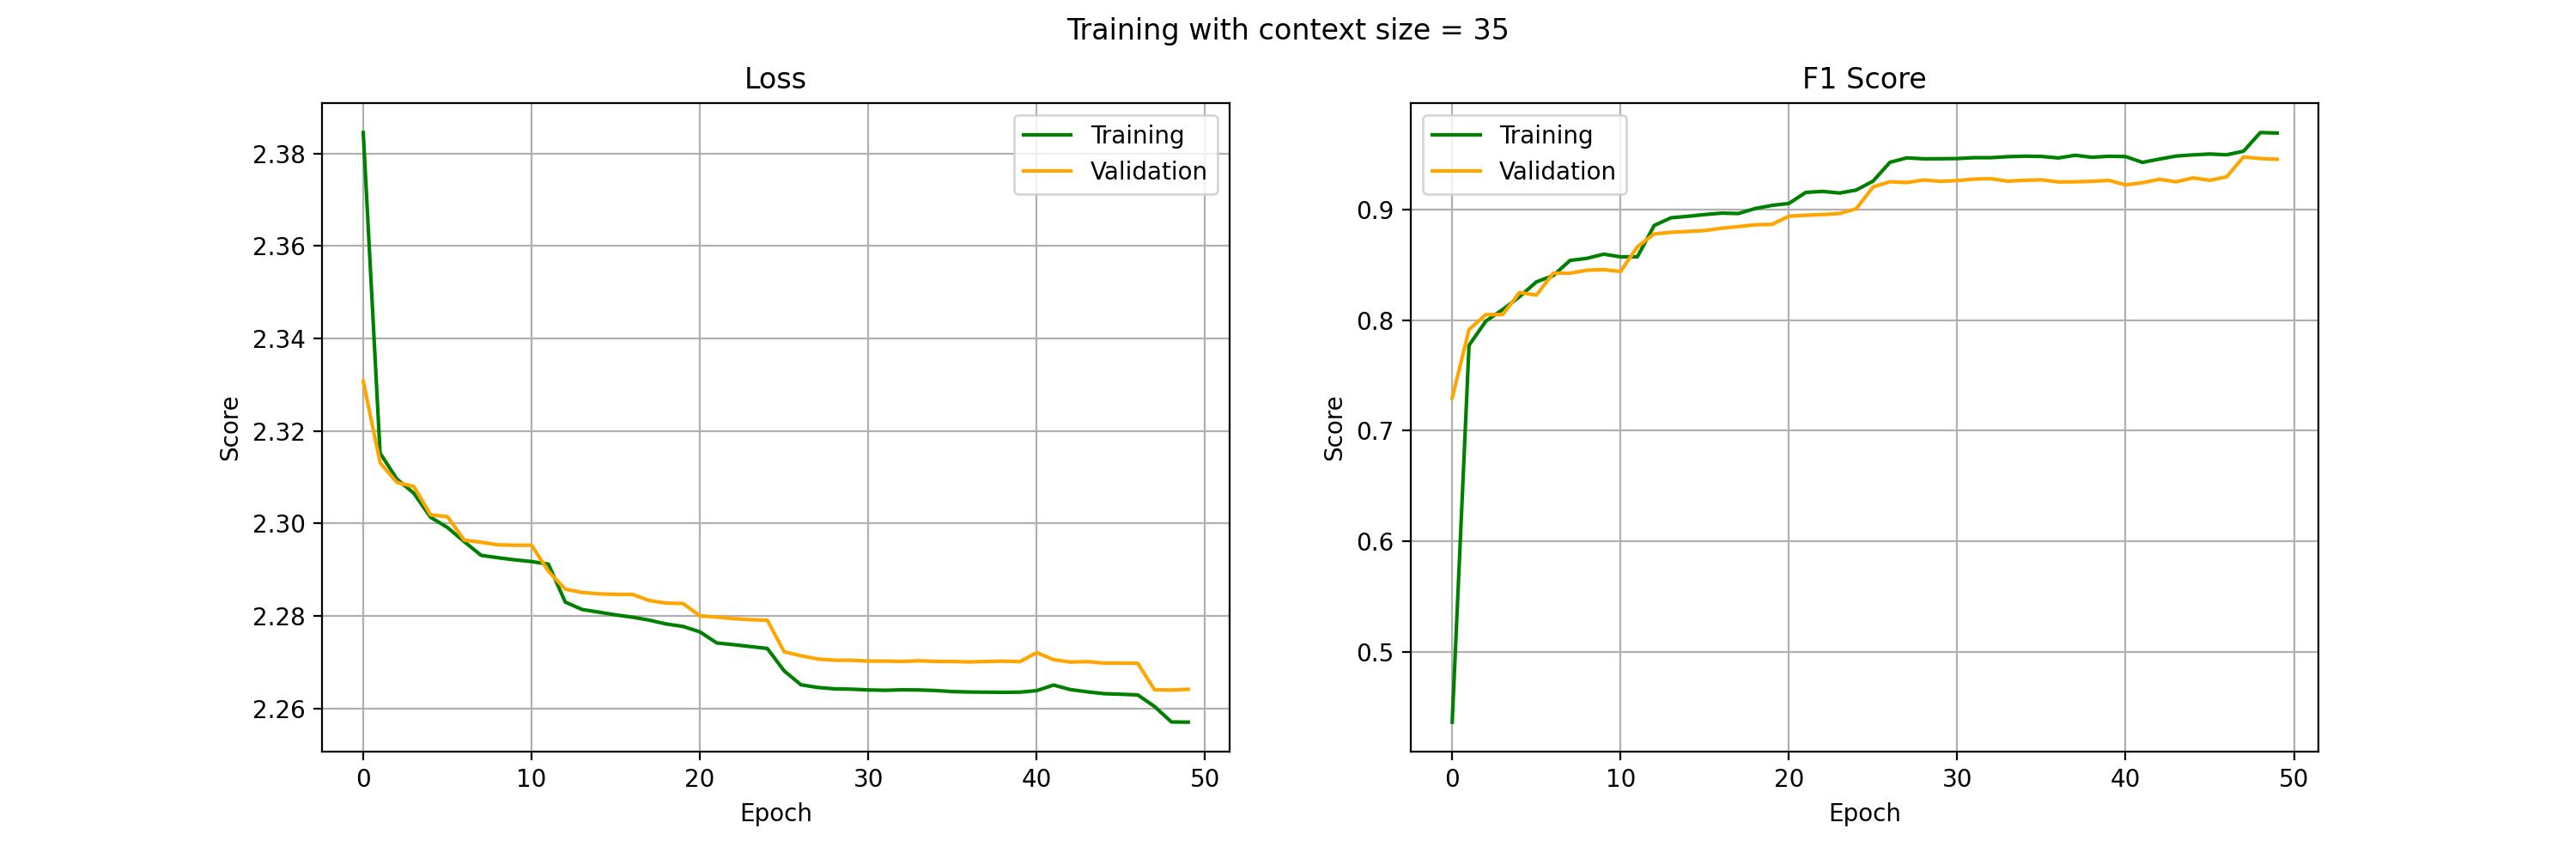 Training with context size = 35
Loss
Training
Validation
2.38
2.36
2.34
2.32
2.30
2.28
2.26
Score
0 10 20 30 40 50
Epoch
F1 Score
Training
Validation
0.9
0.8
0.7
0.6
0.5
Score
0 10 20 30 40 50
Epoch